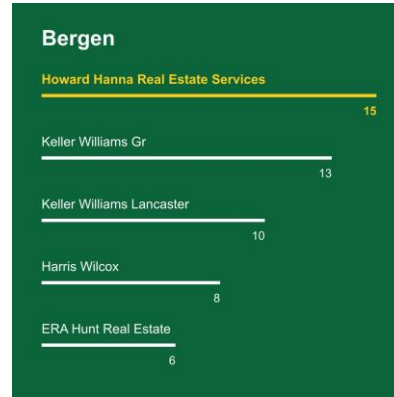 Bergen
Howard Hanna Real Estate Services
15
Keller Williams Gr
13
Keller Williams Lancaster
10
Harris Wilcox
8
ERA Hunt Real Estate
6